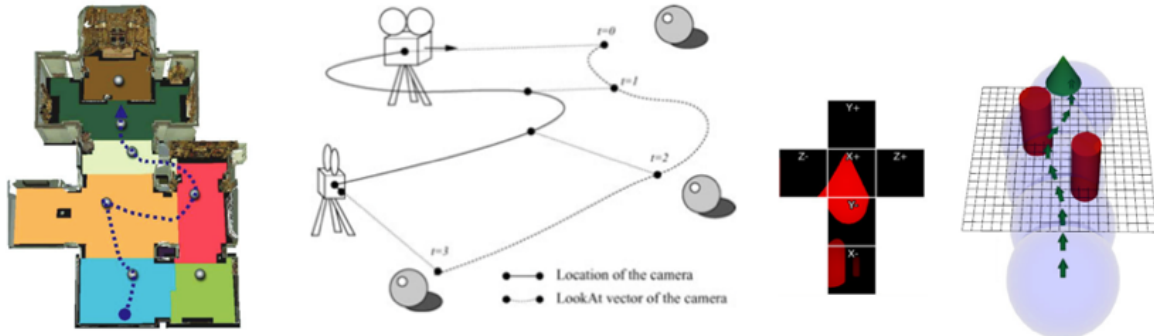 t=0
t=1
t=2
t=3
Location of the camera
LookAt vector of the camera
Y+
Z- X+ Z+
Y-
X-